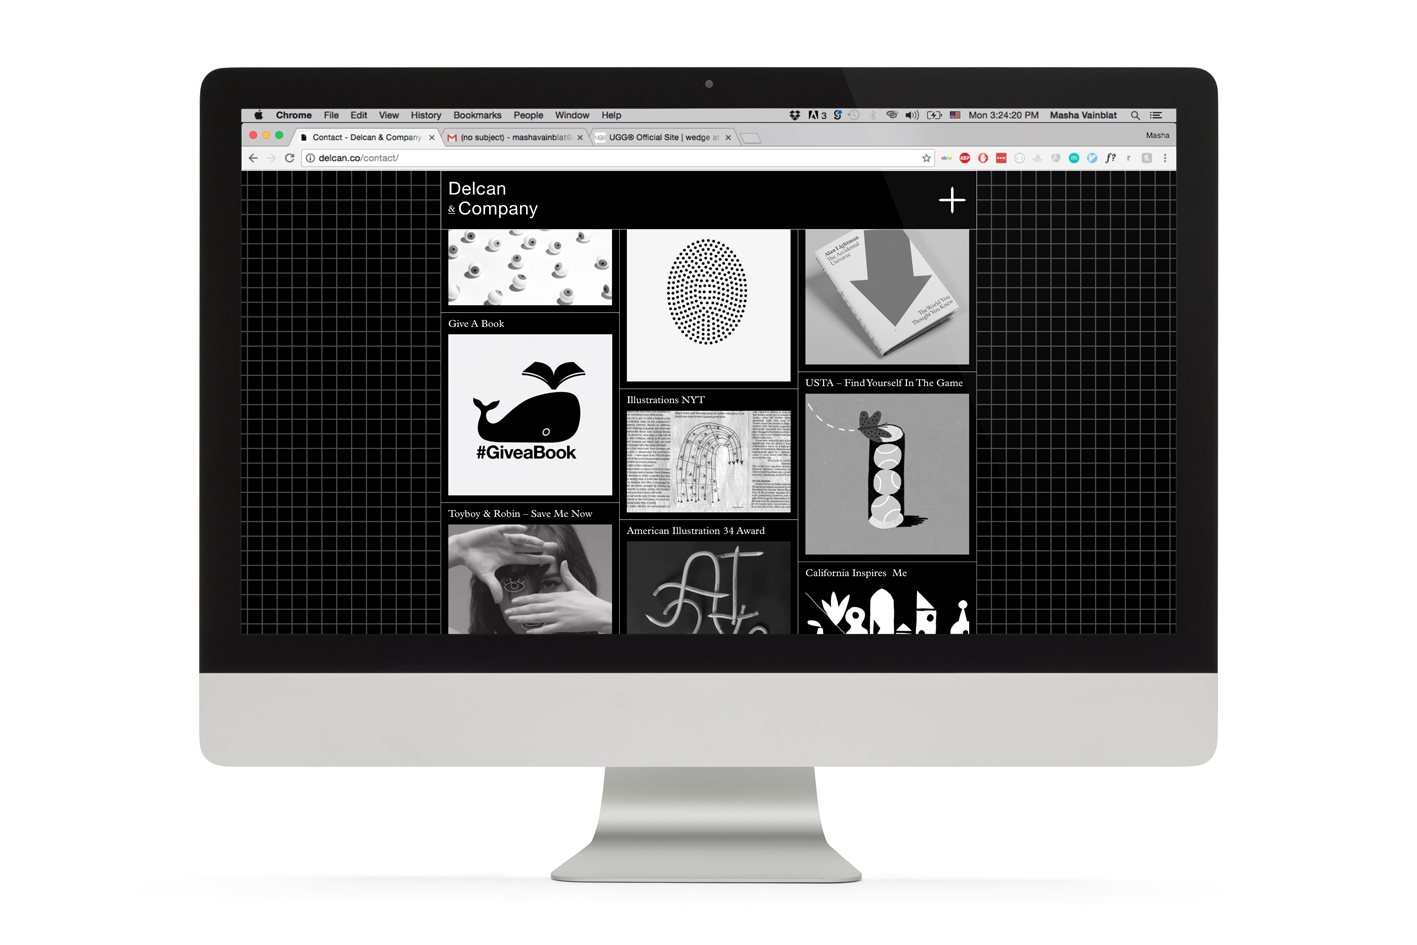 Chrome File Edit View History Bookmarks People Window Help 3 Mon 3:24:20 PM Masha Vainblat
Contact - Delcan & Company
(no subject) - mashavainblat@
UGG® Official Site | wedge
Masha
delcan.co/contact/
ebay ABP m f? r
Delcan
& Company
Alan Lightman
The Accidental
Universe
The World You
Thought You Knew
Give A Book
#GiveaBook
Illustrations NYT
USTA – Find Yourself In The Game
Toyboy & Robin – Save Me Now
American Illustration 34 Award
California Inspires Me